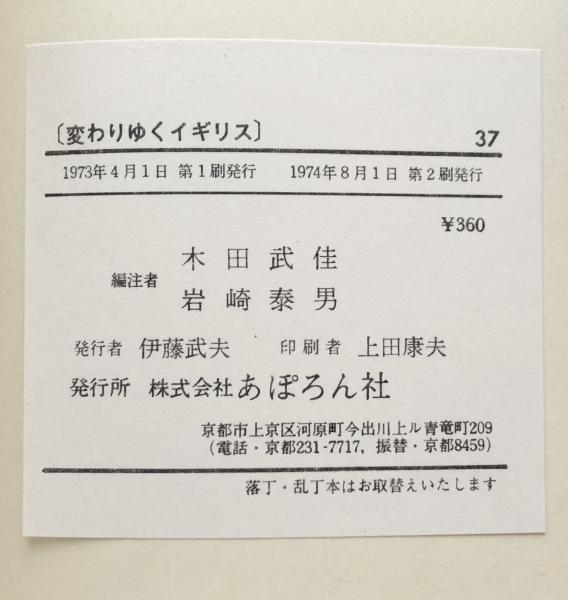 〔変わりゆくイギリス〕 37
1973年4月1日 第1刷発行 1974年8月1日 第2刷発行
¥360
編注者
木田武佳
岩崎泰男
発行者 伊藤武夫 印刷者 上田康夫
発行所 株式会社あぽろん社
京都市上京区河原町今出川上ル青竜町209
(電話・京都231-7717, 振替・京都8459)
落丁・乱丁本はお取替えいたします